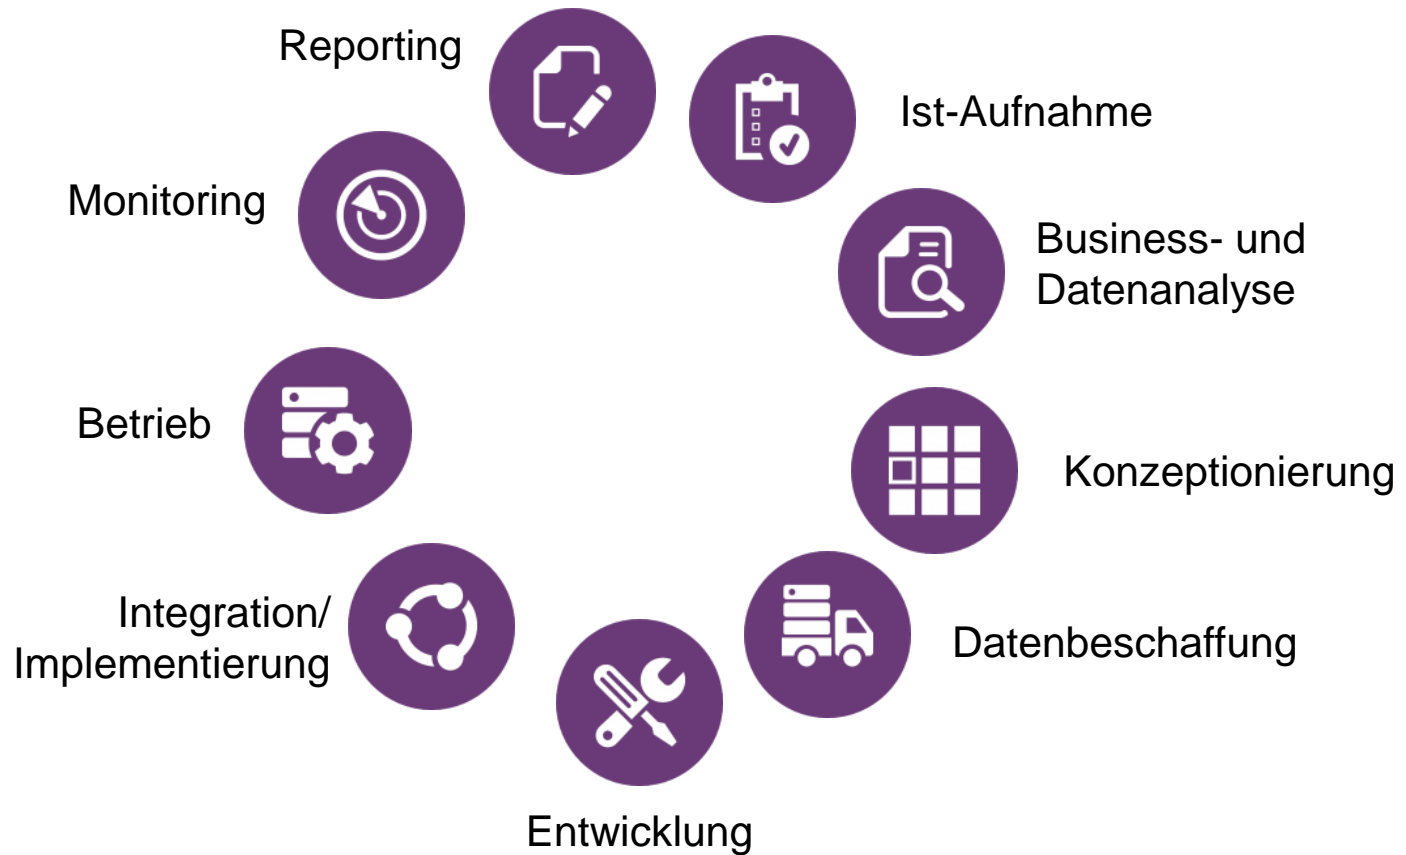 Reporting
Ist-Aufnahme
Monitoring
Business- und
Datenanalyse
Betrieb
Konzeptionierung
Integration/
Implementierung
Datenbeschaffung
Entwicklung